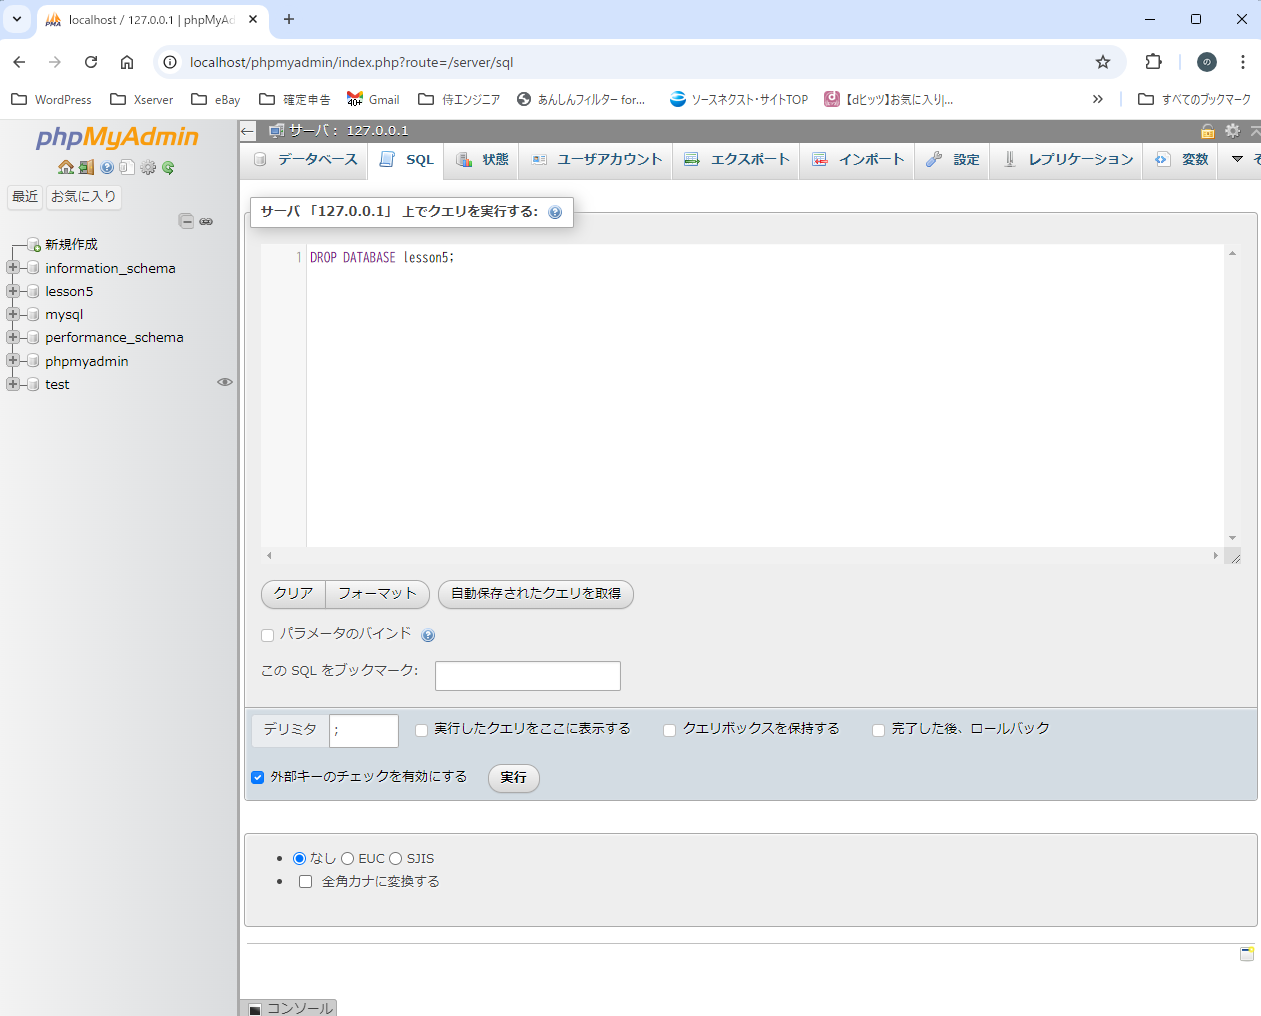 localhost / 127.0.0.1 | phpMyAd
localhost/phpmyadmin/index.php?route=/server/sql
の
WordPress
Xserver
eBay
確定申告
Gmail
侍エンジニア
あんしんフィルター for...
ソースネクスト・サイトTOP
【dヒッツ】お気に入り|...
すべてのブックマーク
phpMyAdmin
最近
お気に入り
新規作成
information_schema
lesson5
mysql
performance_schema
phpmyadmin
test
サーバ: 127.0.0.1
データベース
SQL
状態
ユーザアカウント
エクスポート
インポート
設定
レプリケーション
変数
そ
サーバ「127.0.0.1」上でクエリを実行する:
1 DROP DATABASE lesson5;
クリア
フォーマット
自動保存されたクエリを取得
パラメータのバインド
この SQL をブックマーク:
デリミタ
;
実行したクエリをここに表示する
クエリボックスを保持する
完了した後、ロールバック
外部キーのチェックを有効にする
実行
なし EUC SJIS
全角カナに変換する
コンソール